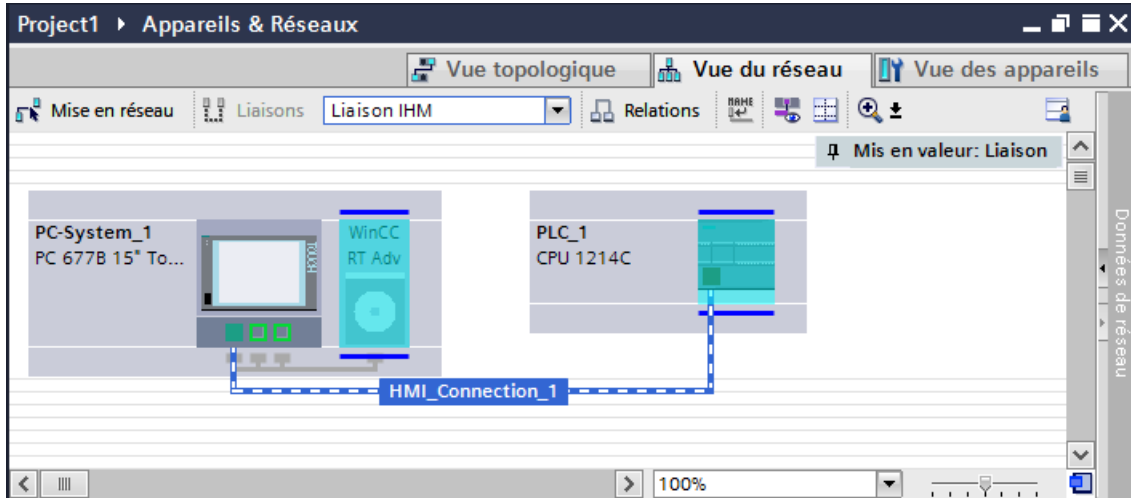 Project1 ▸ Appareils & Réseaux
Vue topologique
Vue du réseau
Vue des appareils
Mise en réseau
Liaisons
Liaison IHM
Relations
NAME
Mis en valeur: Liaison
PC-System_1
PC 677B 15" To...
TOUCH
WinCC
RT Adv
PLC_1
CPU 1214C
HMI_Connection_1
Données de réseau
100%